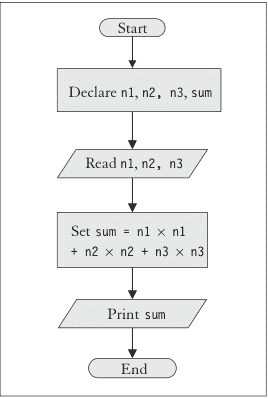 Start
Declare n1, n2, n3, sum
Read n1, n2, n3
Set sum = n1 × n1
+ n2 × n2 + n3 × n3
Print sum
End